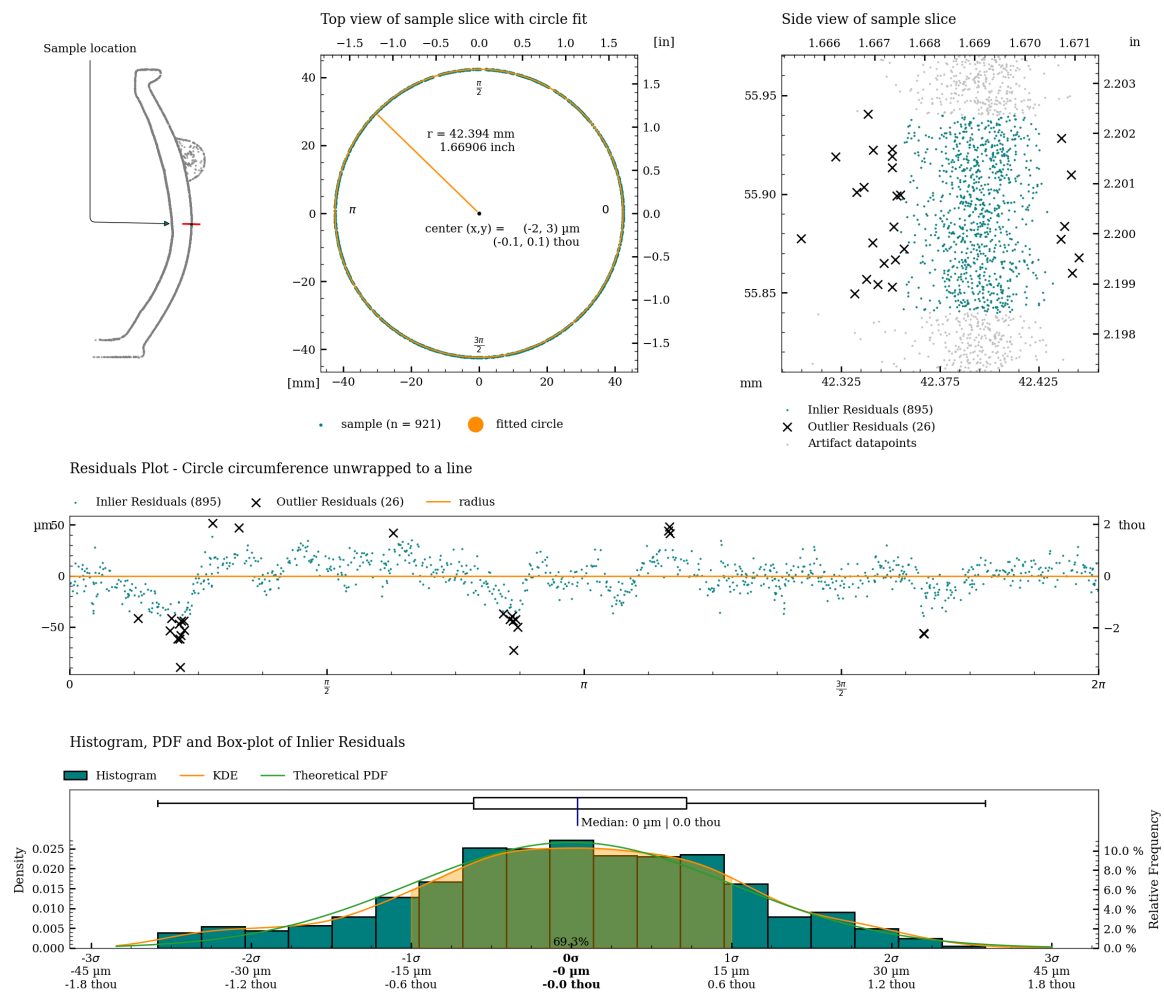 Sample location
Top view of sample slice with circle fit
−1.5 −1.0 −0.5 0.0 0.5 1.0 1.5 [in]
40
20
0
−20
−40
1.5
1.0
0.5
0.0
−0.5
−1.0
−1.5
π/2
r = 42.394 mm
1.66906 inch
π
0
center (x,y) = (-2, 3) µm
(-0.1, 0.1) thou
3π/2
[mm] −40 −20 0 20 40
sample (n = 921) fitted circle
Side view of sample slice
1.666 1.667 1.668 1.669 1.670 1.671 in
55.95
55.90
55.85
2.203
2.202
2.201
2.200
2.199
2.198
mm 42.325 42.375 42.425
Inlier Residuals (895)
Outlier Residuals (26)
Artifact datapoints
Residuals Plot - Circle circumference unwrapped to a line
Inlier Residuals (895) Outlier Residuals (26) radius
µm 50
0
−50
2 thou
0
−2
0 π/2 π 3π/2 2π
Histogram, PDF and Box-plot of Inlier Residuals
Histogram KDE Theoretical PDF
Median: 0 µm | 0.0 thou
Density
0.025
0.020
0.015
0.010
0.005
0.000
Relative Frequency
10.0 %
8.0 %
6.0 %
4.0 %
2.0 %
0.0 %
69.3%
-3σ -2σ -1σ 0σ 1σ 2σ 3σ
-45 µm -30 µm -15 µm -0 µm 15 µm 30 µm 45 µm
-1.8 thou -1.2 thou -0.6 thou -0.0 thou 0.6 thou 1.2 thou 1.8 thou